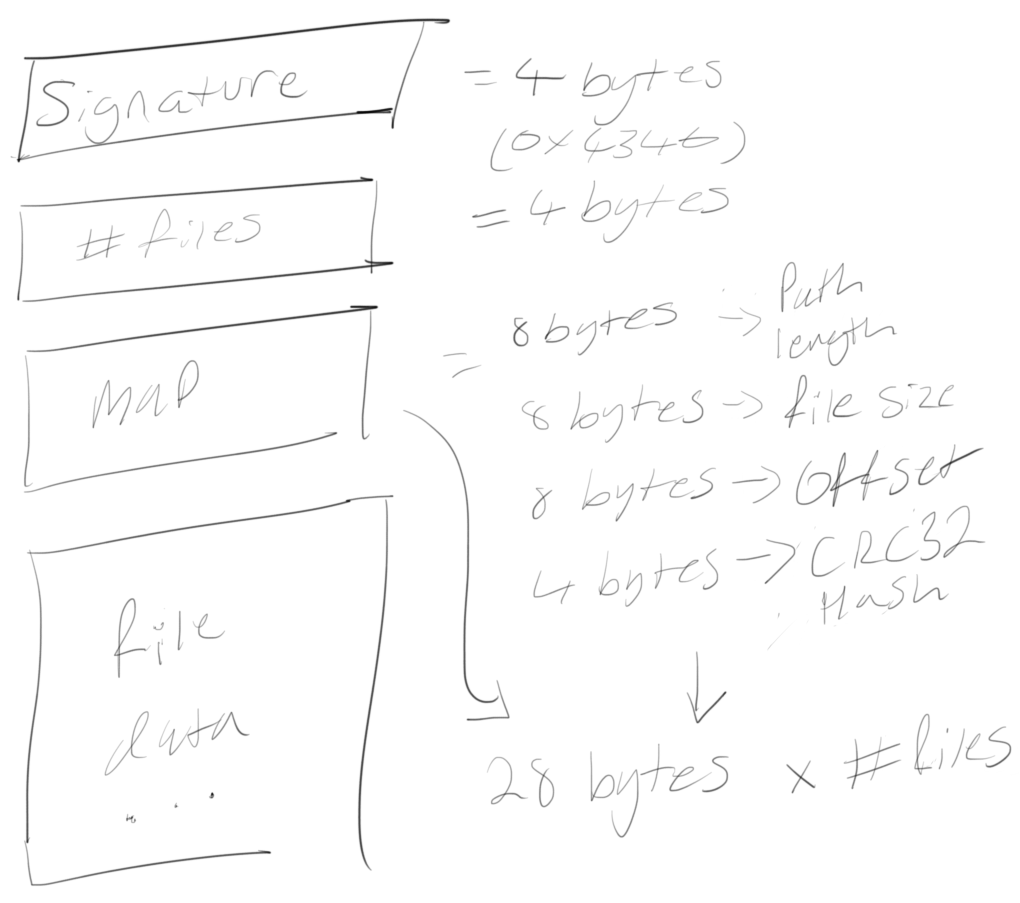 Signature = 4 bytes
(0x4346)
# files = 4 bytes
map = 8 bytes -> Path length
8 bytes -> file size
8 bytes -> Offset
4 bytes -> CRC32 Hash
28 bytes x # files
file
data
...